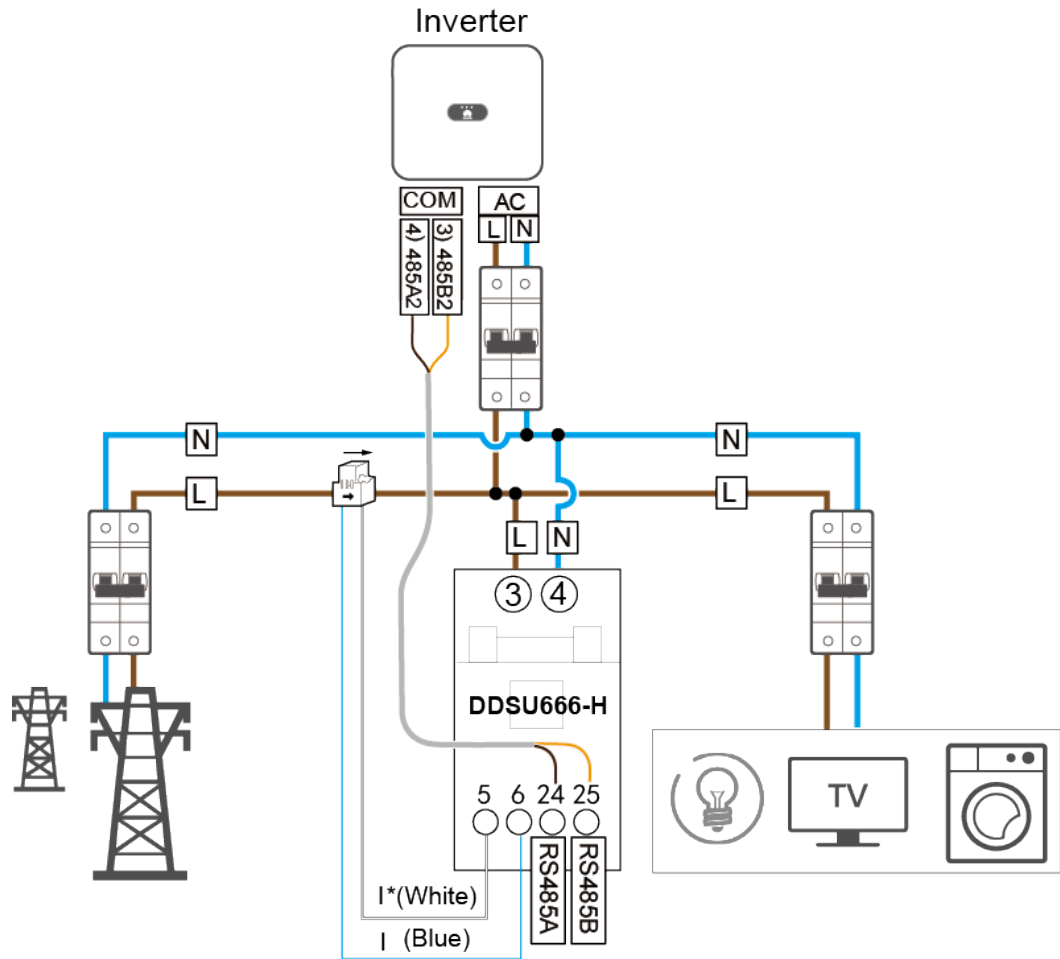 Inverter
COM
AC
4) 485A2
3) 485B2
L
N
N
N
L
L
L
N
3
4
DDSU666-H
5
6
24
25
RS485A
RS485B
I*(White)
I (Blue)
TV